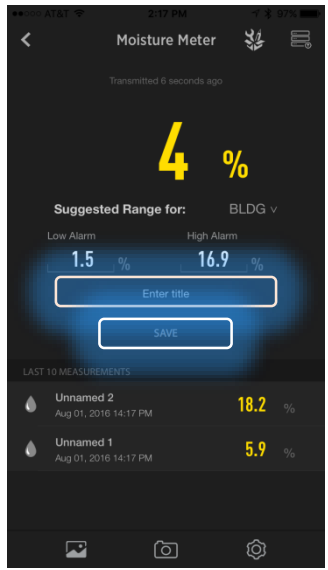 AT&T 2:17 PM 97%
Moisture Meter
Transmitted 6 seconds ago
4 %
Suggested Range for: BLDG
Low Alarm High Alarm
1.5 % 16.9 %
Enter title
SAVE
LAST 10 MEASUREMENTS
Unnamed 2
18.2 %
Aug 01, 2016 14:17 PM
Unnamed 1
5.9 %
Aug 01, 2016 14:17 PM